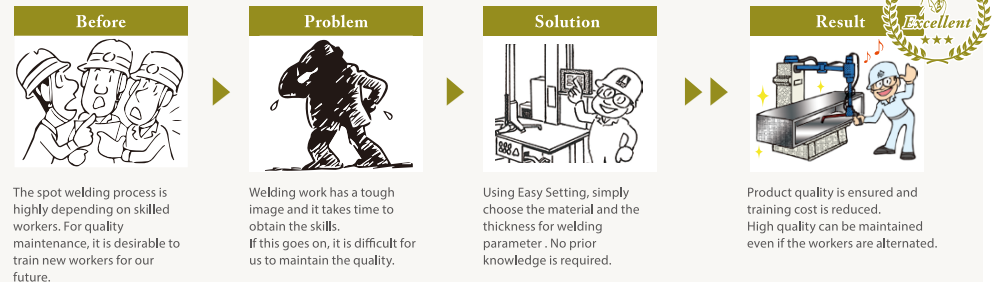 Before
The spot welding process is
highly depending on skilled
workers. For quality
maintenance, it is desirable to
train new workers for our
future.
Problem
Welding work has a tough
image and it takes time to
obtain the skills.
If this goes on, it is difficult for
us to maintain the quality.
Solution
Using Easy Setting, simply
choose the material and the
thickness for welding
parameter . No prior
knowledge is required.
Result
Excellent
Product quality is ensured and
training cost is reduced.
High quality can be maintained
even if the workers are alternated.